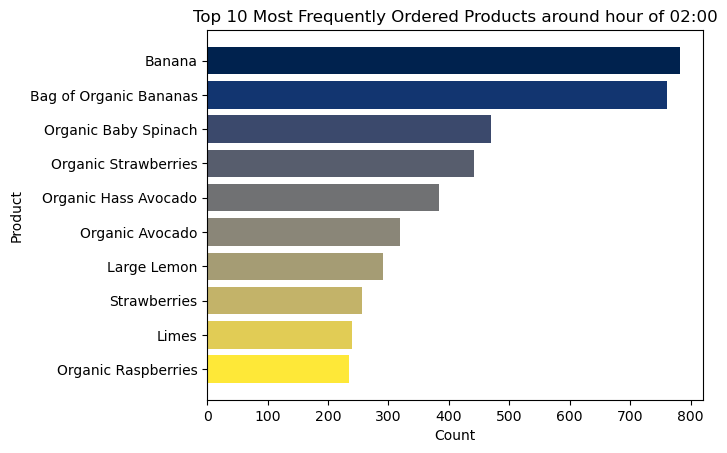 Top 10 Most Frequently Ordered Products around hour of 02:00
Product
Banana
Bag of Organic Bananas
Organic Baby Spinach
Organic Strawberries
Organic Hass Avocado
Organic Avocado
Large Lemon
Strawberries
Limes
Organic Raspberries
0 100 200 300 400 500 600 700 800
Count